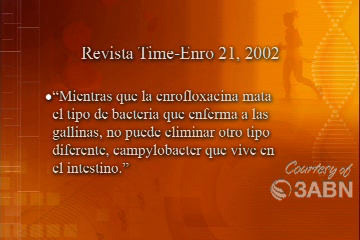 Revista Time-Enro 21, 2002
•“Mientras que la enrofloxacina mata
el tipo de bacteria que enferma a las
gallinas, no puede eliminar otro tipo
diferente, campylobacter que vive en
el intestino.”
Courtesy of
3ABN